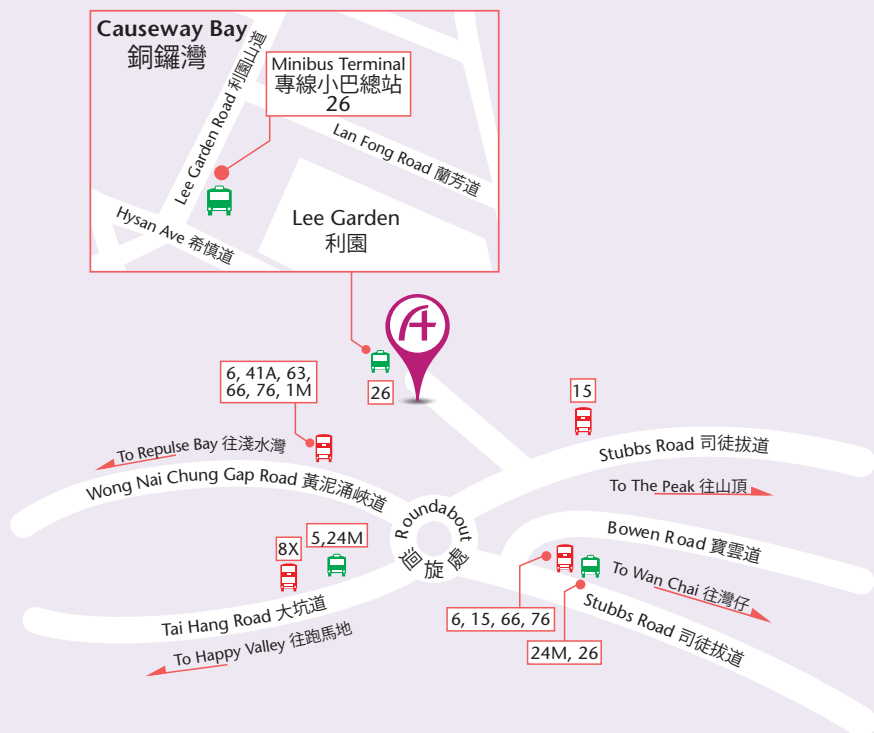 Causeway Bay
銅鑼灣
Lee Garden Road 利園山道
Minibus Terminal
專線小巴總站
26
Lan Fong Road 蘭芳道
Hysan Ave 希慎道
Lee Garden
利園
6, 41A, 63,
66, 76, 1M
26
15
To Repulse Bay 往淺水灣
Wong Nai Chung Gap Road 黃泥涌峽道
Stubbs Road 司徒拔道
To The Peak 往山頂
Roundabout
迴旋處
Bowen Road 寶雲道
8X
5,24M
To Wan Chai 往灣仔
Tai Hang Road 大坑道
To Happy Valley 往跑馬地
6, 15, 66, 76
24M, 26
Stubbs Road 司徒拔道